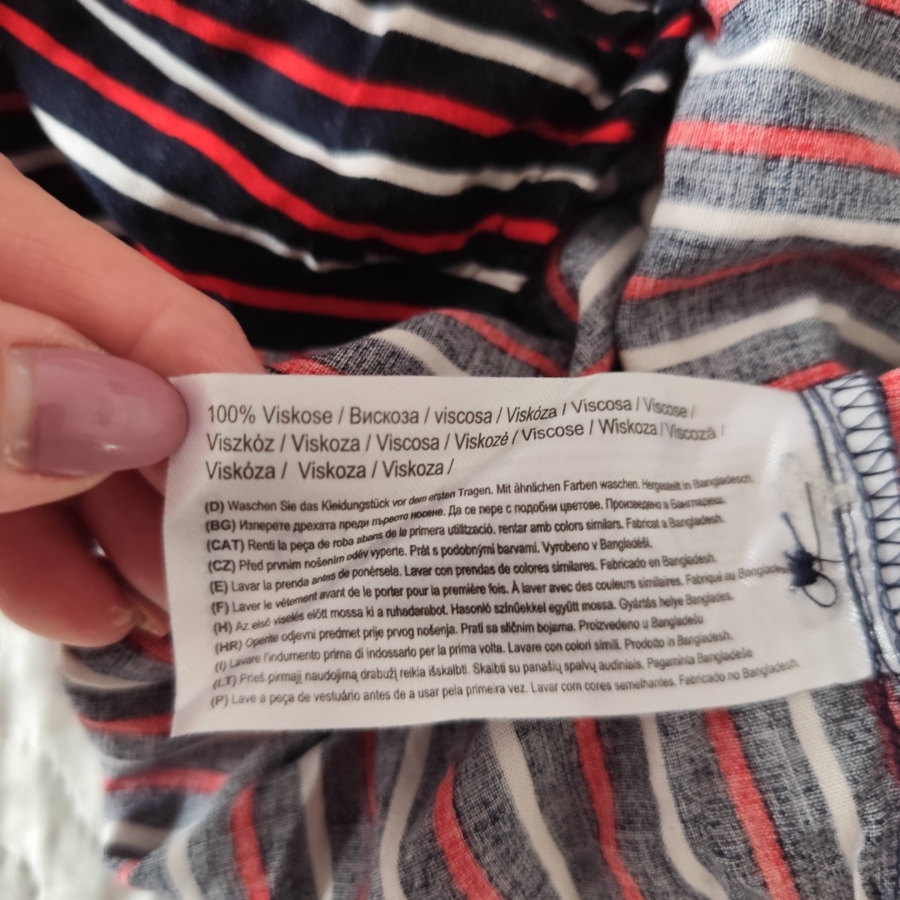 100% Viskose / Вискоза / viscosa / Viskóza / Viscosa / Viscose /
Viszkóz / Viskoza / Viscosa / Viskozé / Viscose / Wiskoza / Viscoză /
Viskóza / Viskoza / Viskoza /
(D) Waschen Sie das Kleidungstück vor dem ersten Tragen. Mit ähnlichen Farben waschen. Hergestellt in Bangladesch.
(BG) Изперете дрехата преди първото носене. Да се пере с подобни цветове. Произведено в Бангладеш.
(CAT) Renti la peça de roba abans de la primera utilització, rentar amb colors similars. Fabricat a Bangladesh.
(CZ) Před prvním nošením oděv vyperte. Prát s podobnými barvami. Vyrobeno v Bangladéši.
(E) Lavar la prenda antes de ponérsela. Lavar con prendas de colores similares. Fabricado en Bangladesh.
(F) Laver le vêtement avant de le porter pour la première fois. À laver avec des couleurs similaires. Fabriqué au Bangladesh
(H) Az első viselés előtt mossa ki a ruhadarabot. Hasonló színűekkel együtt mossa. Gyártás helye Banglades.
(HR) Operite odjevni predmet prije prvog nošenja. Prati sa sličnim bojama. Proizvedeno u Bangladešu
(I) Lavare l'indumento prima di indossarlo per la prima volta. Lavare con colori simili. Prodotto in Bangladesh.
(LT) Prieš pirmąjį naudojimą drabužį reikia išskalbti. Skalbti su panašių spalvų audiniais. Pagaminta Bangladeše
(P) Lave a peça de vestuário antes de a usar pela primeira vez. Lavar com cores semelhantes. Fabricado no Bangladesh.